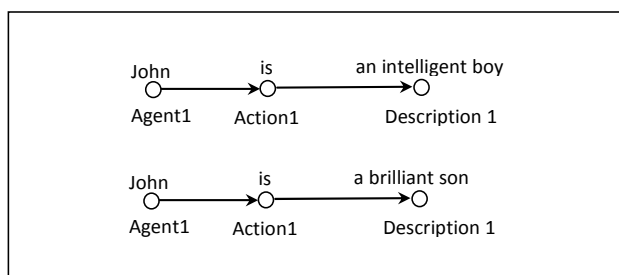 John is an intelligent boy
Agent1 Action1 Description 1
John is a brilliant son
Agent1 Action1 Description 1